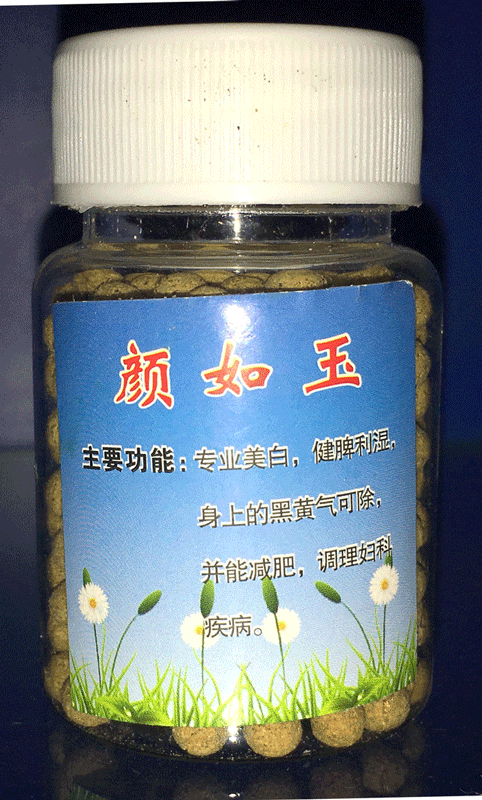 颜如玉
主要功能：专业美白，健脾利湿，
身上的黑黄气可除，
并能减肥，调理妇科
疾病。